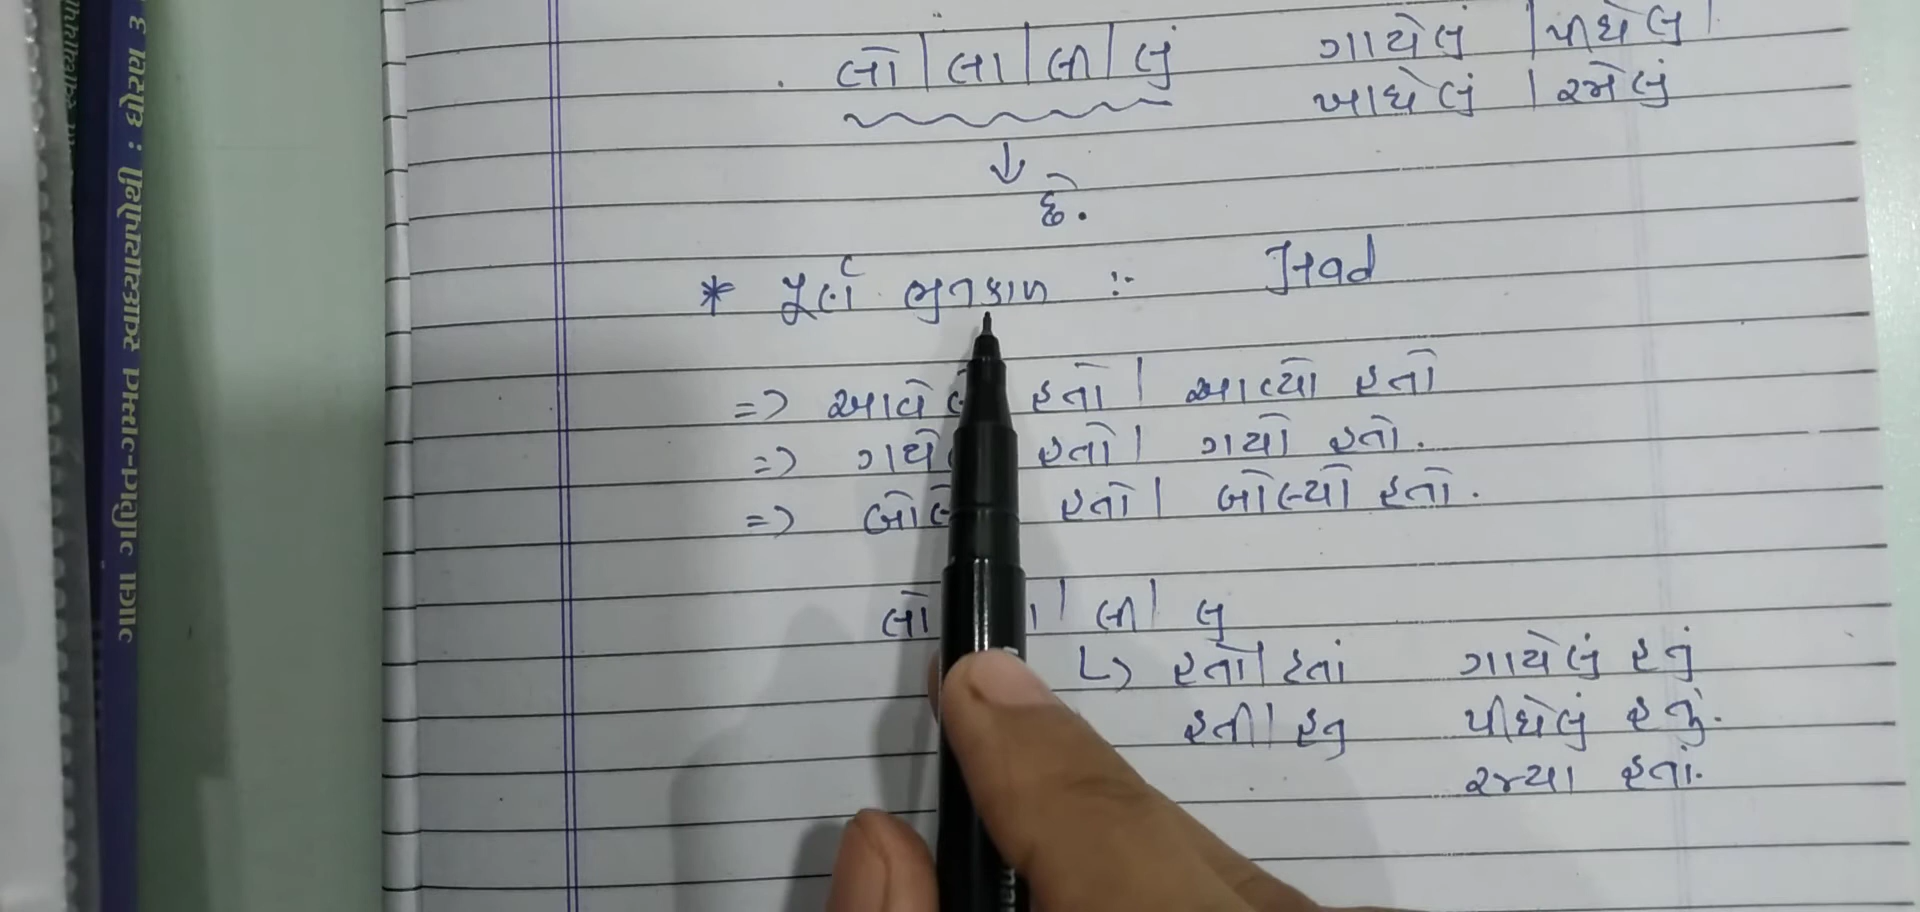 લો | લા | લી | લું ગાયેલું | પીધેલુ |
ખાધેલું | રમેલું
↓
છે.
* પૂર્ણ ભુતકાળ :- Had
=> હતો | આવ્યો હતો
=> હતો | ગયો હતો.
=> હતો | બોલ્યો હતો.
લો | લી | લુ
↳ હતો | હતાં ગાયેલું હતું
હતી | હતુ પીધેલું હતું.
રમ્યા હતાં.